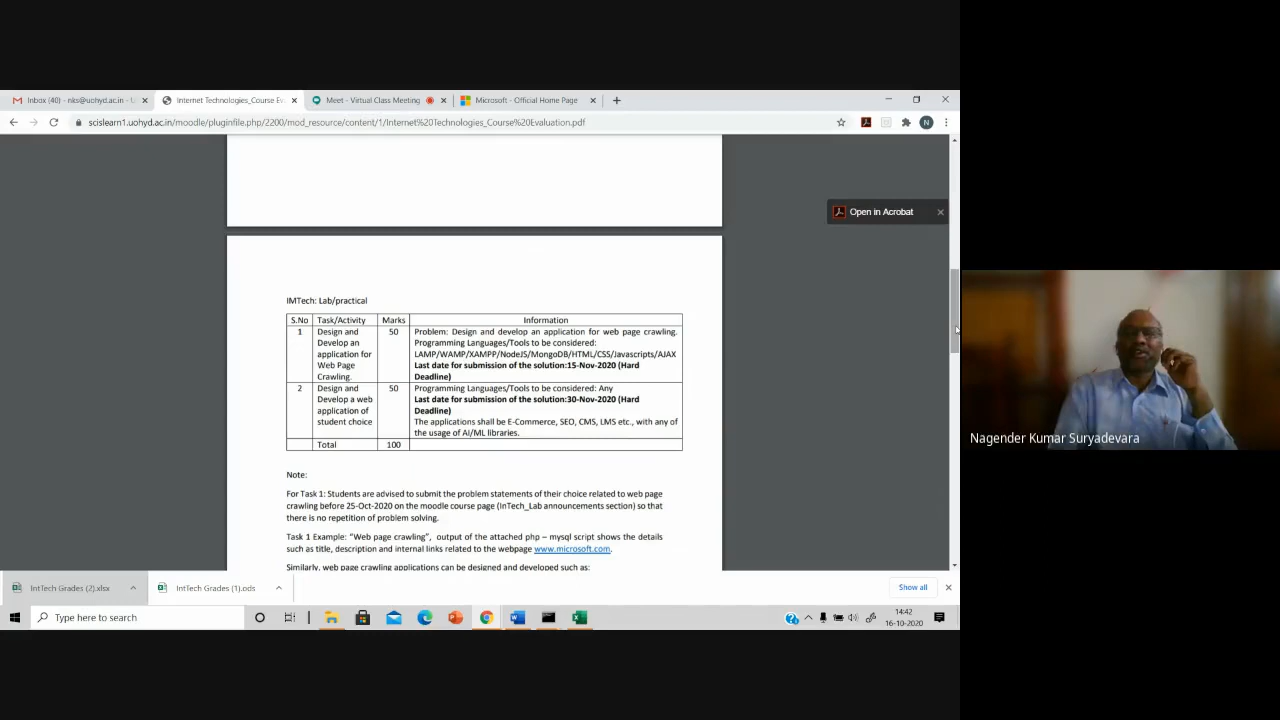 Inbox (40) - nks@uohyd.ac.in -
Internet Technologies_Course Ev
Meet - Virtual Class Meeting
Microsoft - Official Home Page
scislearn1.uohyd.ac.in/moodle/pluginfile.php/2200/mod_resource/content/1/Internet%20Technologies_Course%20Evaluation.pdf
N
Open in Acrobat
IMTech: Lab/practical
S.No Task/Activity Marks Information
1 Design and 50 Problem: Design and develop an application for web page crawling.
Develop an Programming Languages/Tools to be considered:
application for LAMP/WAMP/XAMPP/NodeJS/MongoDB/HTML/CSS/Javascripts/AJAX
Web Page Last date for submission of the solution:15-Nov-2020 (Hard
Crawling. Deadline)
2 Design and 50 Programming Languages/Tools to be considered: Any
Develop a web Last date for submission of the solution:30-Nov-2020 (Hard
application of Deadline)
student choice The applications shall be E-Commerce, SEO, CMS, LMS etc., with any of
the usage of AI/ML libraries.
Total 100
Note:
For Task 1: Students are advised to submit the problem statements of their choice related to web page
crawling before 25-Oct-2020 on the moodle course page (InTech_Lab announcements section) so that
there is no repetition of problem solving.
Task 1 Example: “Web page crawling”, output of the attached php – mysql script shows the details
such as title, description and internal links related to the webpage www.microsoft.com.
Similarly, web page crawling applications can be designed and developed such as:
Nagender Kumar Suryadevara
IntTech Grades (2).xlsx
IntTech Grades (1).ods
Show all
Type here to search
14:42
16-10-2020